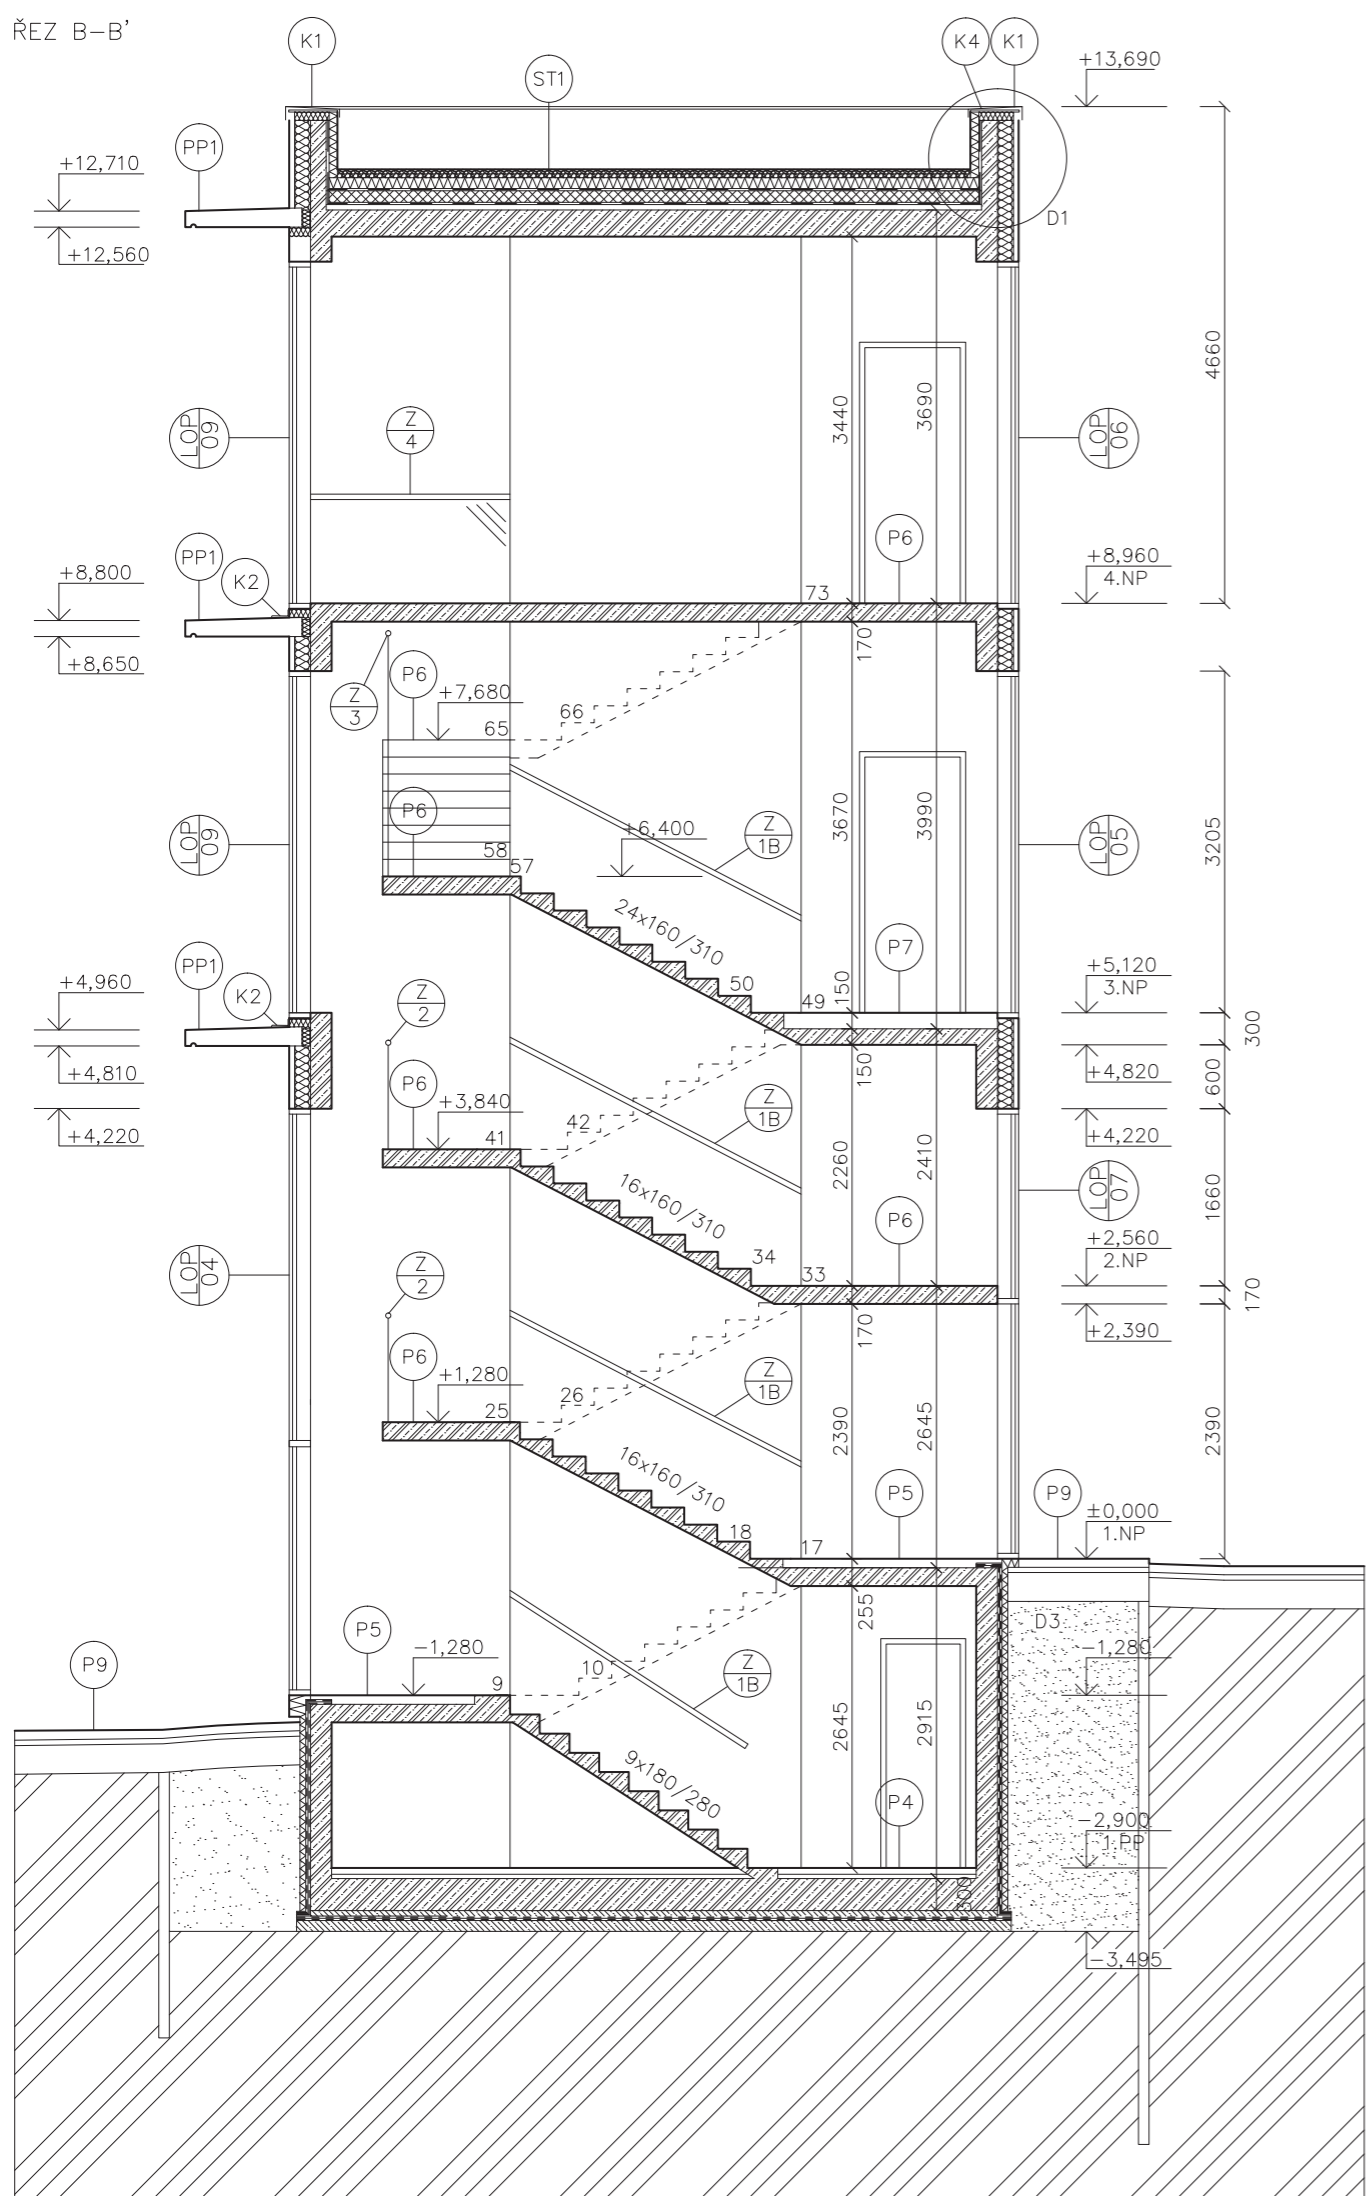 ŘEZ B-B'
K1
K4
K1
+13,690
ST1
PP1
+12,710
+12,560
D1
4660
3440
3690
LOP
09
Z
4
LOP
06
P6
PP1
K2
+8,800
+8,650
+8,960
4.NP
73
170
Z
3
P6
+7,680
66
65
P6
58
57
+6,400
Z
1B
3670
3990
LOP
09
LOP
05
3205
24x160/310
P7
PP1
K2
+4,960
+4,810
+4,220
Z
2
50
49
150
+5,120
3.NP
300
150
+4,820
600
+4,220
P6
+3,840
42
41
Z
1B
2260
2410
LOP
07
1660
16x160/310
P6
LOP
04
Z
2
34
33
+2,560
2.NP
170
+2,390
170
P6
+1,280
26
25
Z
1B
2390
2645
2390
16x160/310
P5
P9
±0,000
1.NP
18
17
255
D3
P5
-1,280
P9
-1,280
10
9
Z
1B
2645
2915
9x180/280
P4
-2,900
1.PP
300
-3,495